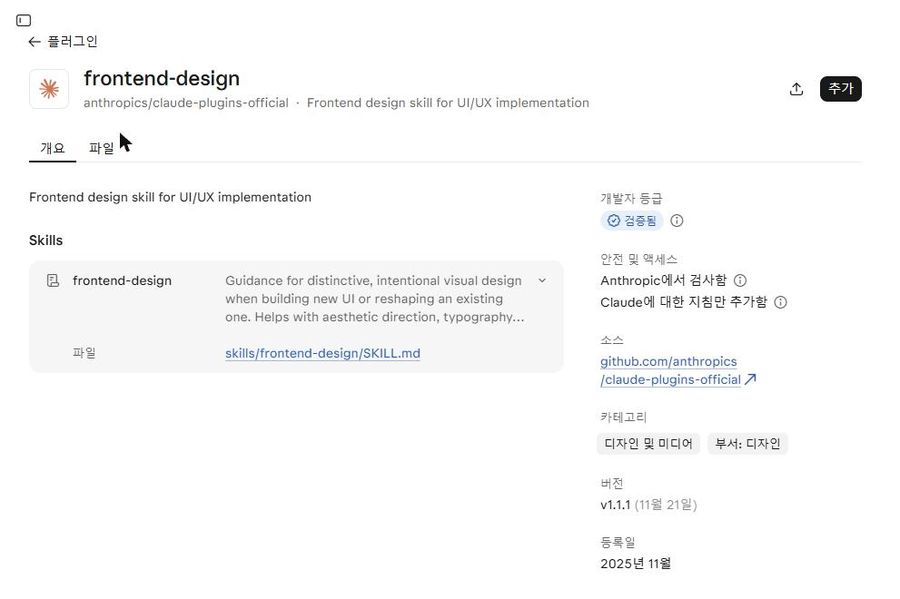 플러그인
frontend-design
anthropics/claude-plugins-official · Frontend design skill for UI/UX implementation
추가
개요
파일
Frontend design skill for UI/UX implementation
Skills
frontend-design
Guidance for distinctive, intentional visual design
when building new UI or reshaping an existing
one. Helps with aesthetic direction, typography...
파일
skills/frontend-design/SKILL.md
개발자 등급
검증됨
안전 및 액세스
Anthropic에서 검사함
Claude에 대한 지침만 추가함
소스
github.com/anthropics
/claude-plugins-official
카테고리
디자인 및 미디어
부서: 디자인
버전
v1.1.1 (11월 21일)
등록일
2025년 11월